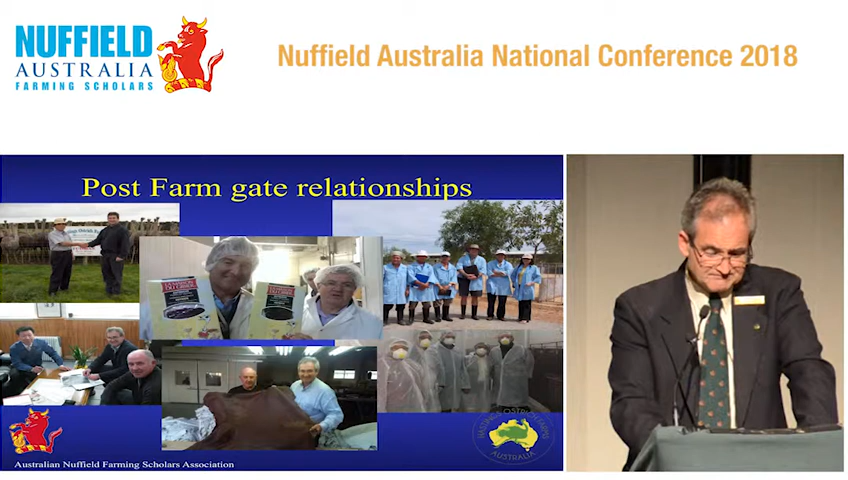 NUFFIELD
AUSTRALIA
FARMING SCHOLARS
Nuffield Australia National Conference 2018
Post Farm gate relationships
AUSTRALIA
Australian Nuffield Farming Scholars Association